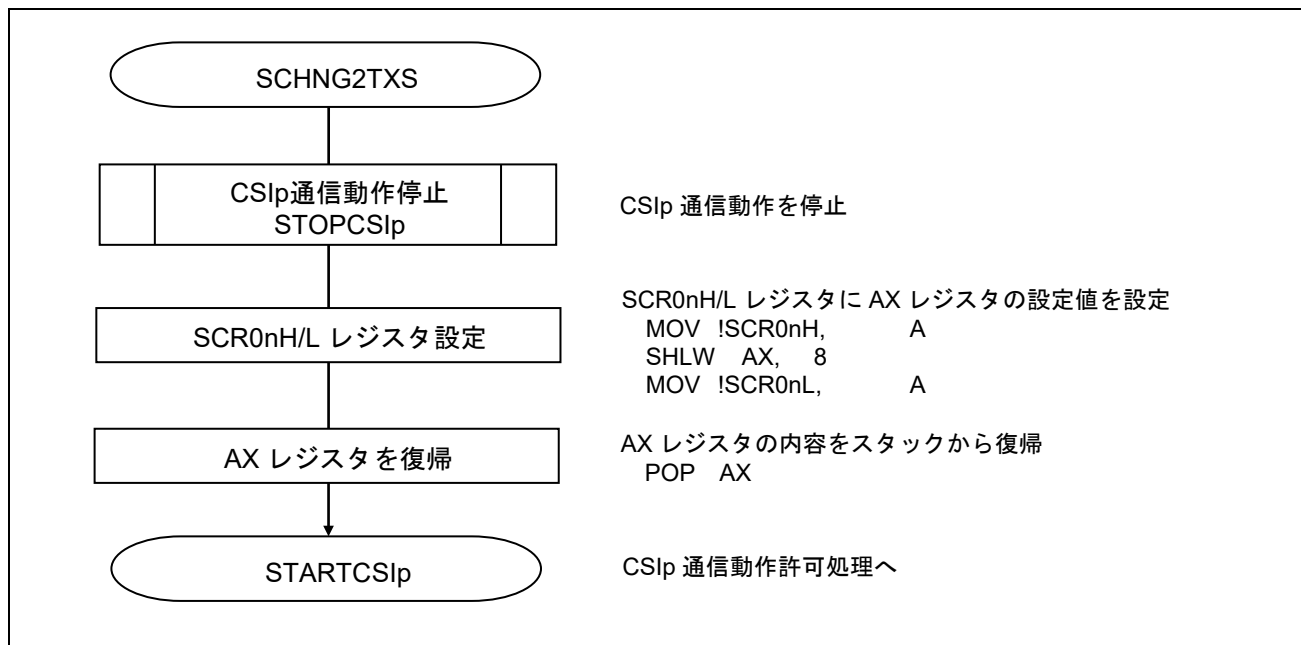 SCHNG2TXS
CSIp通信動作停止
STOPCSIp
CSIp 通信動作を停止
SCR0nH/L レジスタ設定
SCR0nH/L レジスタに AX レジスタの設定値を設定
MOV !SCR0nH, A
SHLW AX, 8
MOV !SCR0nL, A
AX レジスタを復帰
AX レジスタの内容をスタックから復帰
POP AX
STARTCSIp
CSIp 通信動作許可処理へ